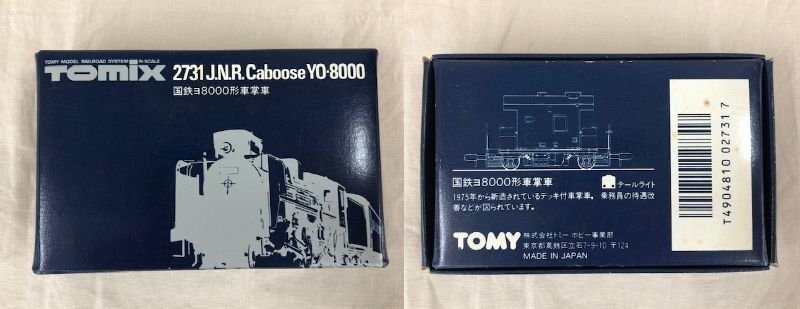 TOMY MODEL RAILROAD SYSTEM N-SCALE
TOMIX 2731 J.N.R. Caboose YO-8000
国鉄ヨ8000形車掌車
国鉄ヨ8000形車掌車
テールライト
1975年から新造されているデッキ付車掌車。乗務員の待遇改
善などが図られています。
TOMY 株式会社トミー ホビー事業部
東京都葛飾区立石7-9-10 〒124
MADE IN JAPAN
T4904810 02731 7